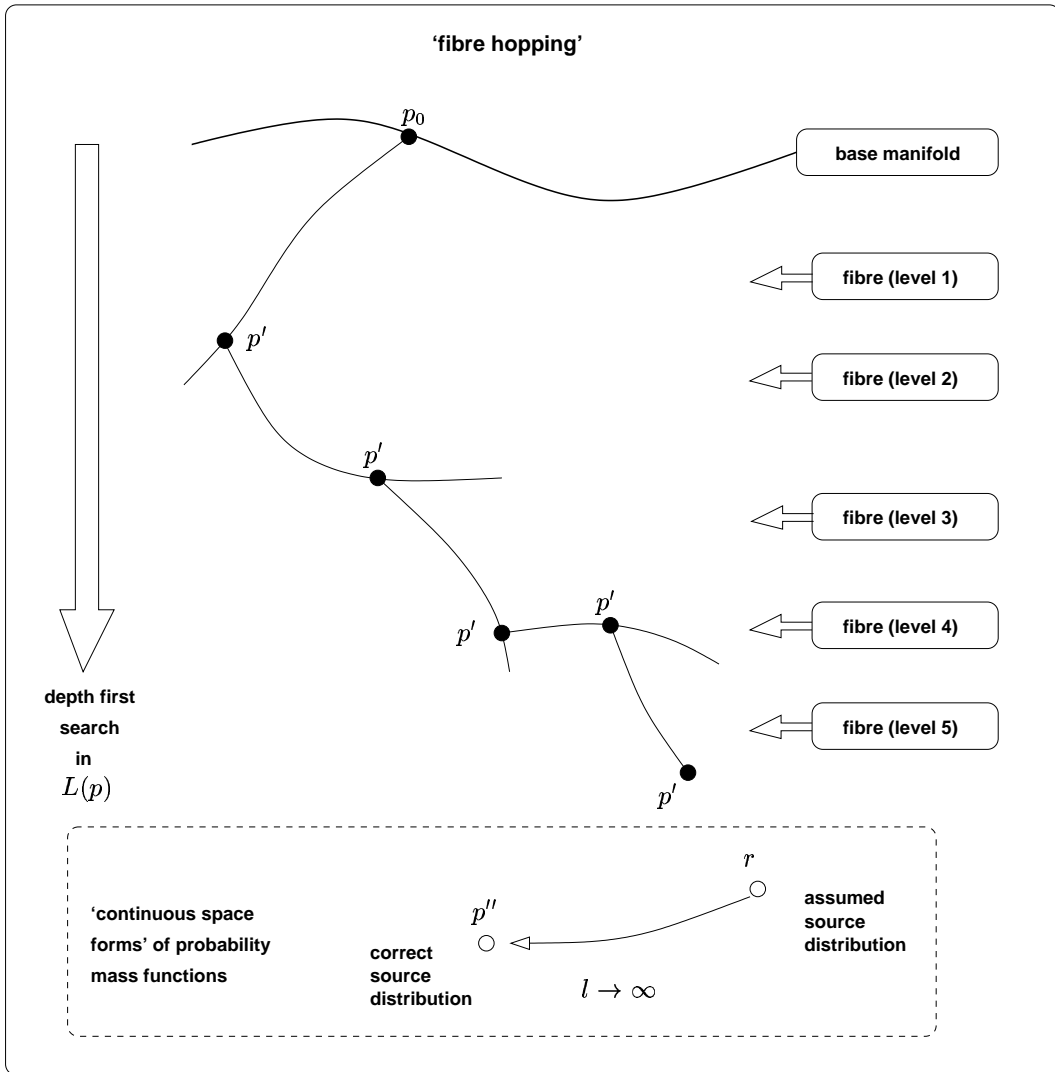 ‘fibre hopping’
p₀
base manifold
fibre (level 1)
p′
fibre (level 2)
p′
fibre (level 3)
p′
p′
fibre (level 4)
depth first
search
in
L(p)
fibre (level 5)
p′
‘continuous space
forms’ of probability
mass functions
p″
correct
source
distribution
l → ∞
r
assumed
source
distribution